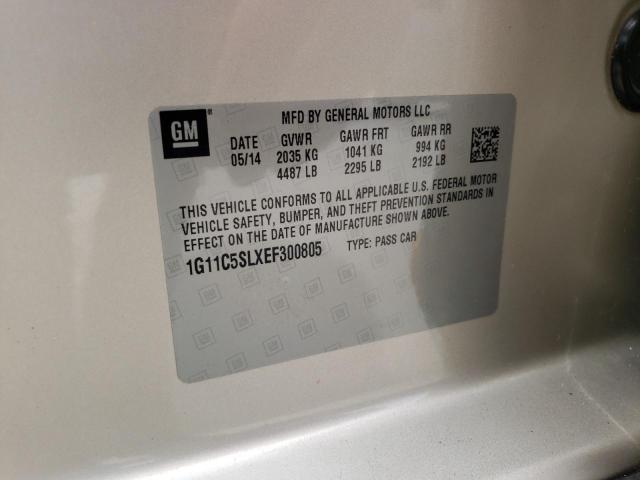 GM
MFD BY GENERAL MOTORS LLC
DATE GVWR GAWR FRT GAWR RR
05/14 2035 KG 1041 KG 994 KG
4487 LB 2295 LB 2192 LB
THIS VEHICLE CONFORMS TO ALL APPLICABLE U.S. FEDERAL MOTOR
VEHICLE SAFETY, BUMPER, AND THEFT PREVENTION STANDARDS IN
EFFECT ON THE DATE OF MANUFACTURE SHOWN ABOVE.
1G11C5SLXEF300805 TYPE: PASS CAR